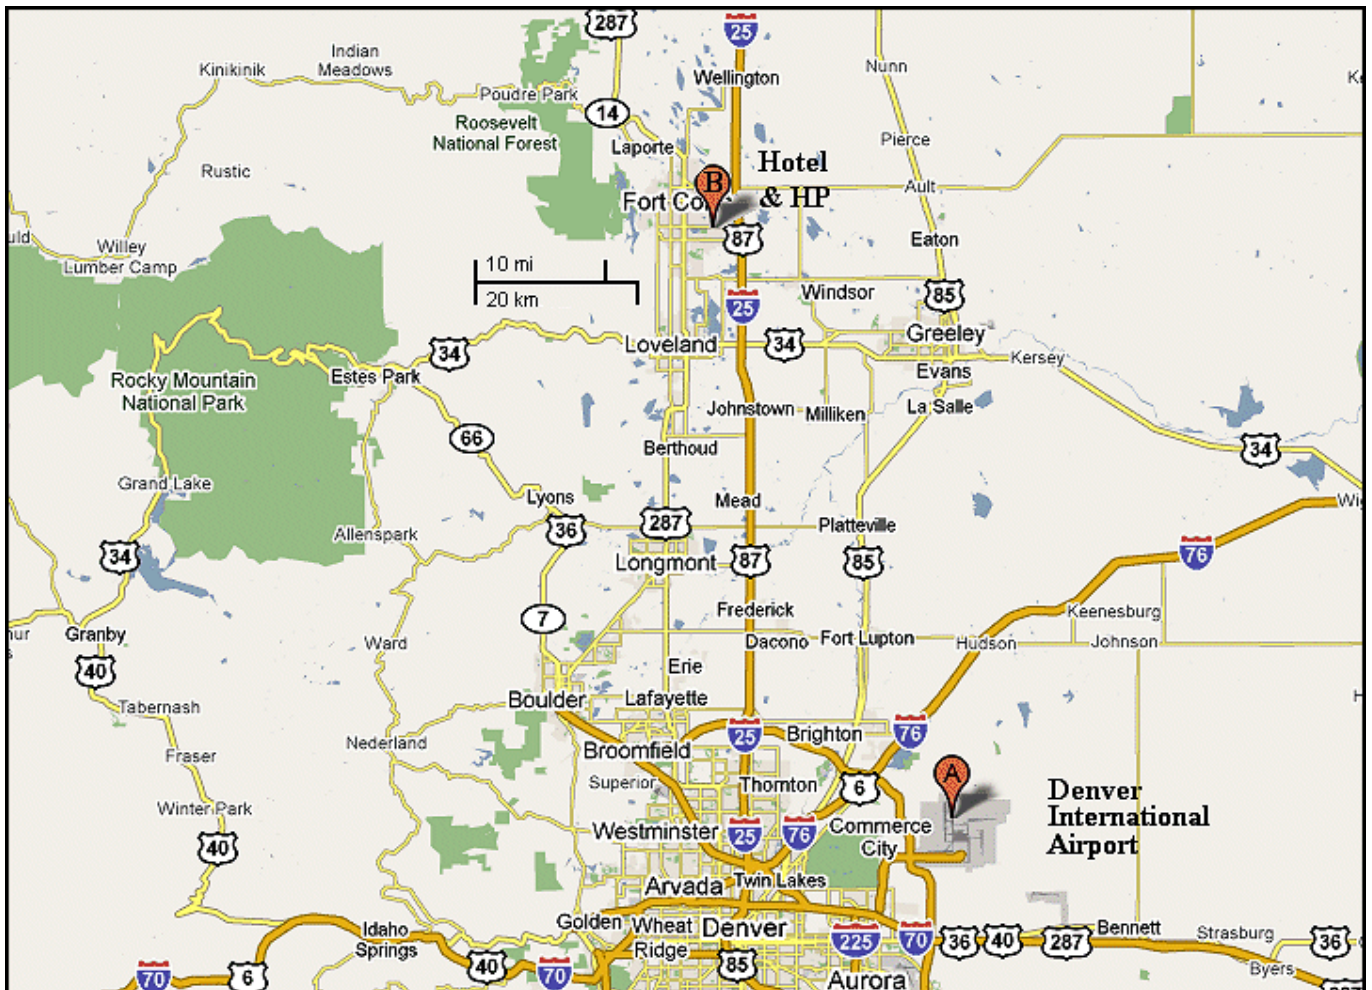 287
25
Indian
Meadows
Kinikinik
Wellington
Nunn
Poudre Park
14
Roosevelt
National Forest
Laporte
Pierce
Rustic
Hotel
& HP
B
Fort Co
Ault
87
Eaton
Willey
Lumber Camp
10 mi
20 km
Windsor
85
25
34
Loveland
34
Greeley
Kersey
Evans
Rocky Mountain
National Park
Estes Park
Johnstown
Milliken
La Salle
66
Berthoud
34
Grand Lake
Lyons
Mead
Allenspark
36
287
Platteville
34
Longmont
87
85
76
7
Frederick
Keenesburg
Granby
Ward
Dacono
Fort Lupton
Hudson
Johnson
40
Erie
Boulder
Lafayette
Tabernash
Nederland
Broomfield
25
Brighton
76
Fraser
Superior
Thornton
6
A
Denver
International
Airport
Winter Park
Westminster
25
76
Commerce
City
40
Arvada
Twin Lakes
Idaho
Springs
Golden
Wheat
Ridge
Denver
225
70
36
40
287
Bennett
Strasburg
36
Byers
70
6
40
70
85
Aurora